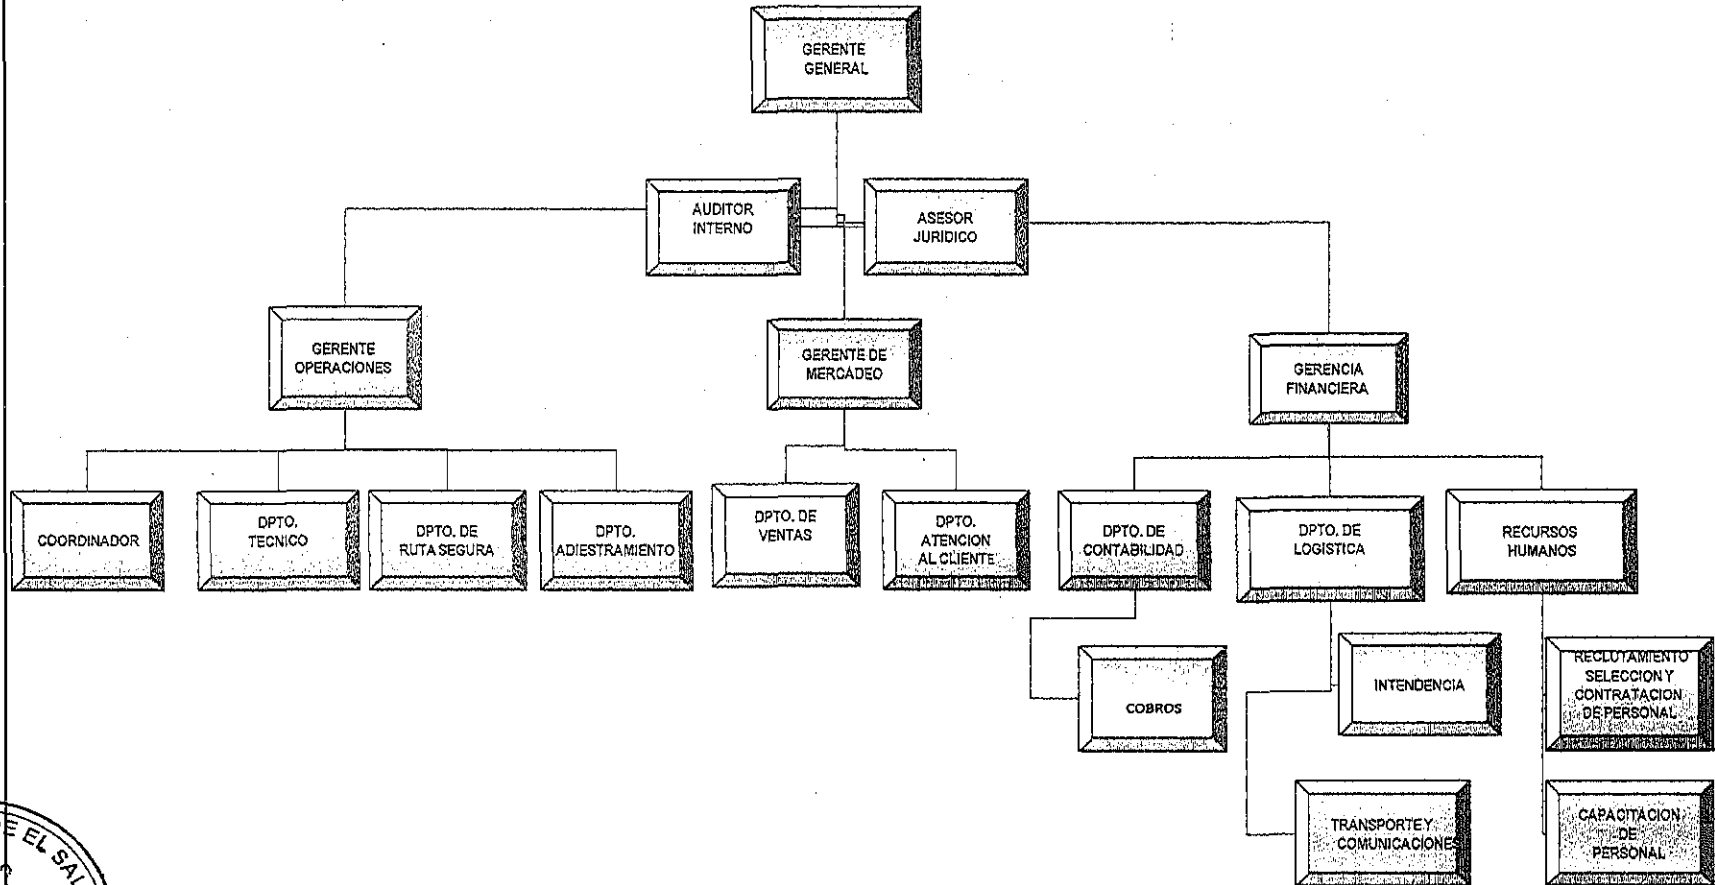 GERENTE
GENERAL
AUDITOR
INTERNO
ASESOR
JURIDICO
GERENTE
OPERACIONES
GERENTE DE
MERCADEO
GERENCIA
FINANCIERA
COORDINADOR
DPTO.
TECNICO
DPTO. DE
RUTA SEGURA
DPTO.
ADIESTRAMIENTO
DPTO. DE
VENTAS
DPTO.
ATENCION
AL CLIENTE
DPTO. DE
CONTABILIDAD
DPTO. DE
LOGISTICA
RECURSOS
HUMANOS
COBROS
INTENDENCIA
RECLUTAMIENTO
SELECCION Y
CONTRATACION
DE PERSONAL
TRANSPORTE Y
COMUNICACIONES
CAPACITACION
DE
PERSONAL
E EL SAL